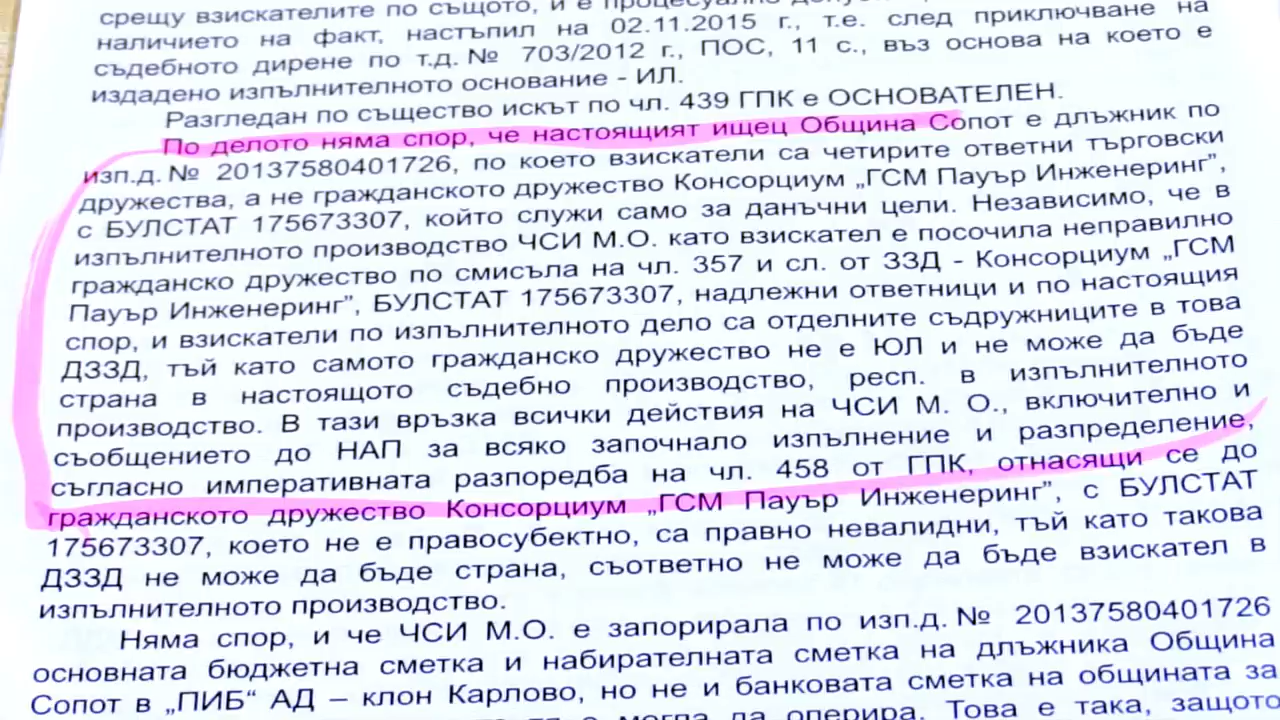 срещу взискателите по същото, и е процесуално
наличието на факт, настъпил на 02.11.2015 г., т.е. след приключване на
съдебното дирене по т.д. № 703/2012 г., ПОС, 11 с., въз основа на което е
издадено изпълнителното основание - ИЛ.
Разгледан по същество искът по чл. 439 ГПК е ОСНОВАТЕЛЕН.
По делото няма спор, че настоящият ищец Община Сопот е длъжник по
изп.д. № 20137580401726, по което взискатели са четирите ответни търговски
дружества, а не гражданското дружество Консорциум „ГСМ Пауър Инженеринг”,
с БУЛСТАТ 175673307, който служи само за данъчни цели. Независимо, че в
изпълнителното производство ЧСИ М.О. като взискател е посочила неправилно
гражданско дружество по смисъла на чл. 357 и сл. от ЗЗД - Консорциум „ГСМ
Пауър Инженеринг”, БУЛСТАТ 175673307, надлежни ответници и по настоящия
спор, и взискатели по изпълнителното дело са отделните съдружниците в това
ДЗЗД, тъй като самото гражданско дружество не е ЮЛ и не може да бъде
страна в настоящото съдебно производство, респ. в изпълнителното
производство. В тази връзка всички действия на ЧСИ М. О., включително и
съобщението до НАП за всяко започнало изпълнение и разпределение,
съгласно императивната разпоредба на чл. 458 от ГПК, отнасящи се до
гражданското дружество Консорциум „ГСМ Пауър Инженеринг”, с БУЛСТАТ
175673307, което не е правосубектно, са правно невалидни, тъй като такова
ДЗЗД не може да бъде страна, съответно не може да бъде взискател в
изпълнителното производство.
Няма спор, и че ЧСИ М.О. е запорирала по изп.д. № 20137580401726
основната бюджетна сметка и набирателната сметка на длъжника Община
Сопот в „ПИБ“ АД – клон Карлово, но не и банковата сметка на общината за
е могла да оперира. Това е така, защото